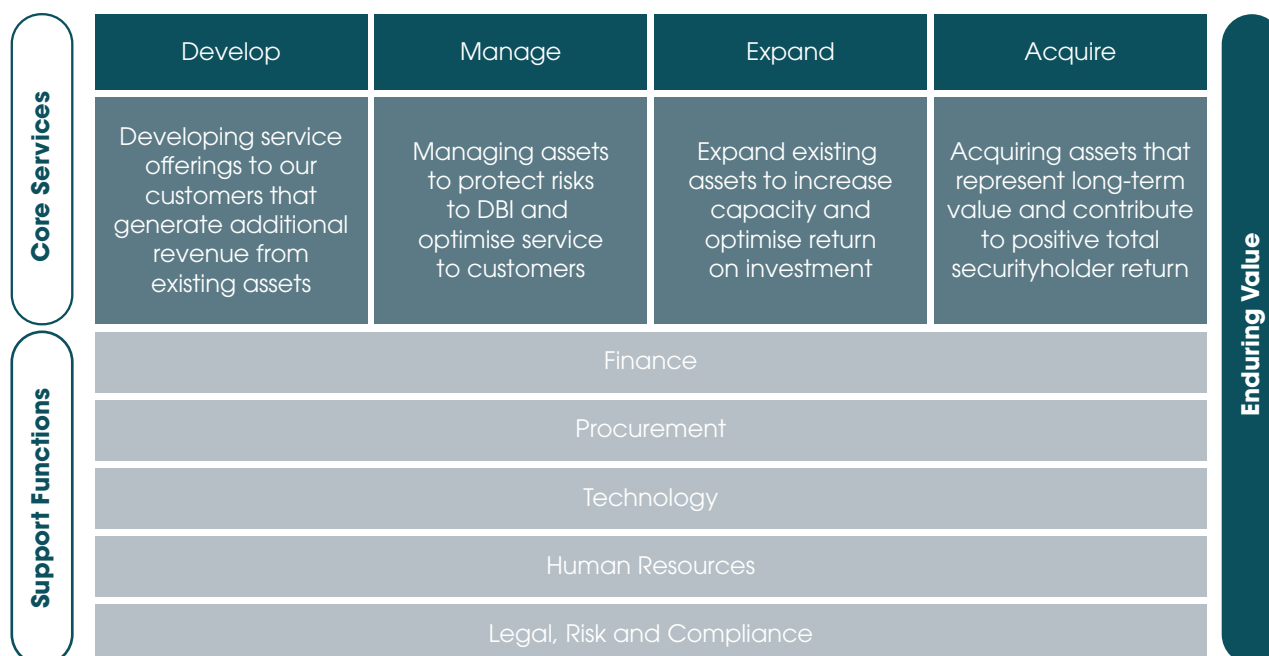 Core Services
Develop
Manage
Expand
Acquire
Developing service
offerings to our
customers that
generate additional
revenue from
existing assets
Managing assets
to protect risks
to DBI and
optimise service
to customers
Expand existing
assets to increase
capacity and
optimise return
on investment
Acquiring assets that
represent long-term
value and contribute
to positive total
securityholder return
Support Functions
Finance
Procurement
Technology
Human Resources
Legal, Risk and Compliance
Enduring Value